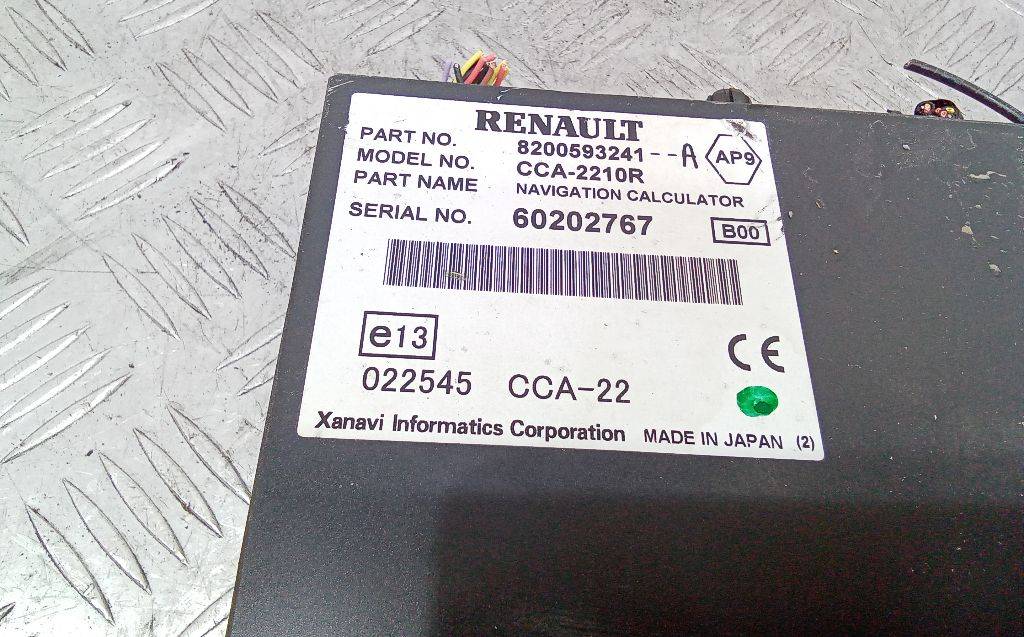 RENAULT
PART NO. 8200593241--A AP9
MODEL NO. CCA-2210R
PART NAME NAVIGATION CALCULATOR
SERIAL NO. 60202767 B00
e13 CE
022545 CCA-22
Xanavi Informatics Corporation MADE IN JAPAN (2)